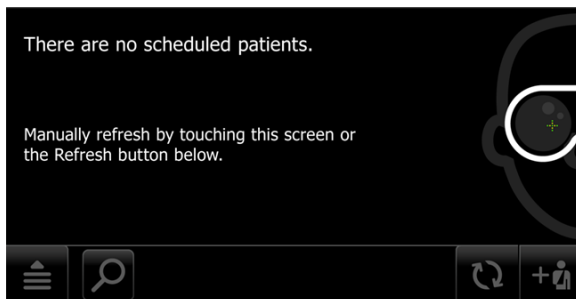 There are no scheduled patients.
Manually refresh by touching this screen or
the Refresh button below.